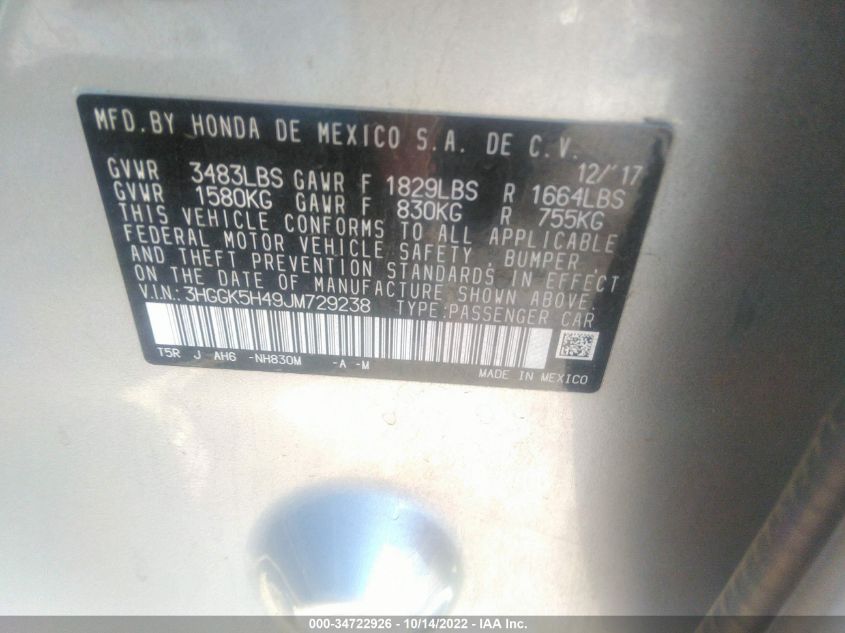 MFD.BY HONDA DE MEXICO S.A. DE C.V.
12/'17
GVWR 3483LBS GAWR F 1829LBS R 1664LBS
GVWR 1580KG GAWR F 830KG R 755KG
THIS VEHICLE CONFORMS TO ALL APPLICABLE
FEDERAL MOTOR VEHICLE SAFETY, BUMPER,
AND THEFT PREVENTION STANDARDS IN EFFECT
ON THE DATE OF MANUFACTURE SHOWN ABOVE.
V.I.N.:3HGGK5H49JM729238 TYPE:PASSENGER CAR
T5R J AH6 -NH830M -A -M
MADE IN MEXICO
000-34722926 - 10/14/2022 - IAA Inc.